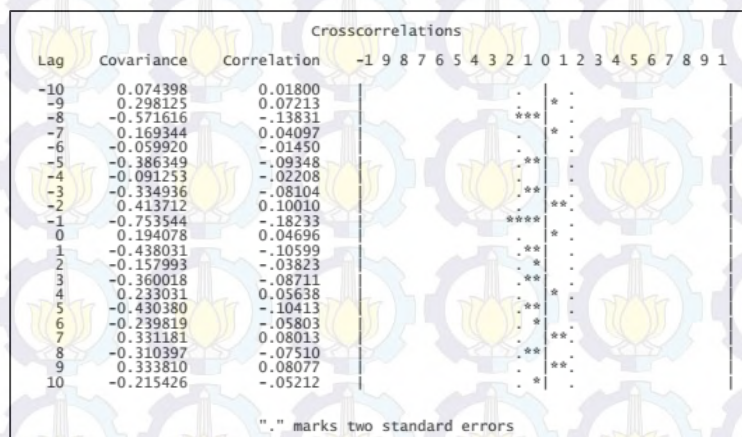 Crosscorrelations
Lag Covariance Correlation -1 9 8 7 6 5 4 3 2 1 0 1 2 3 4 5 6 7 8 9 1
-10 0.074398 0.01800 | . | . |
-9 0.298125 0.07213 | . |* . |
-8 -0.571616 -.13831 | ***| . |
-7 0.169344 0.04097 | . |* . |
-6 -0.059920 -.01450 | . | . |
-5 -0.386349 -.09348 | .**| . |
-4 -0.091253 -.02208 | . | . |
-3 -0.334936 -.08104 | .**| . |
-2 0.413712 0.10010 | . |**. |
-1 -0.753544 -.18233 | ****| . |
0 0.194078 0.04696 | . |* . |
1 -0.438031 -.10599 | .**| . |
2 -0.157993 -.03823 | . *| . |
3 -0.360018 -.08711 | .**| . |
4 0.233031 0.05638 | . |* . |
5 -0.430380 -.10413 | .**| . |
6 -0.239819 -.05803 | . *| . |
7 0.331181 0.08013 | . |**. |
8 -0.310397 -.07510 | .**| . |
9 0.333810 0.08077 | . |**. |
10 -0.215426 -.05212 | . *| . |
"." marks two standard errors